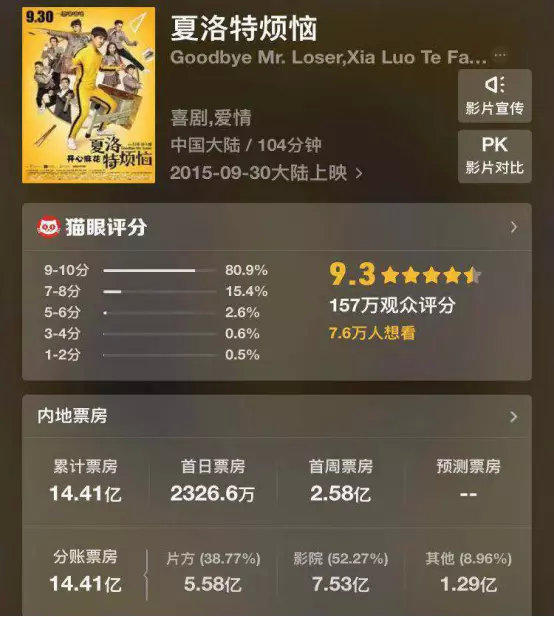 9.30
夏洛特烦恼
开心麻花
夏洛特烦恼
Goodbye Mr. Loser,Xia Luo Te Fa...
喜剧,爱情
中国大陆 / 104分钟
2015-09-30大陆上映
影片宣传
PK
影片对比
猫眼评分
9-10分 80.9%
7-8分 15.4%
5-6分 2.6%
3-4分 0.6%
1-2分 0.5%
9.3
157万观众评分
7.6万人想看
内地票房
累计票房 首日票房 首周票房 预测票房
14.41亿 2326.6万 2.58亿 --
分账票房 片方 (38.77%) 影院 (52.27%) 其他 (8.96%)
14.41亿 5.58亿 7.53亿 1.29亿